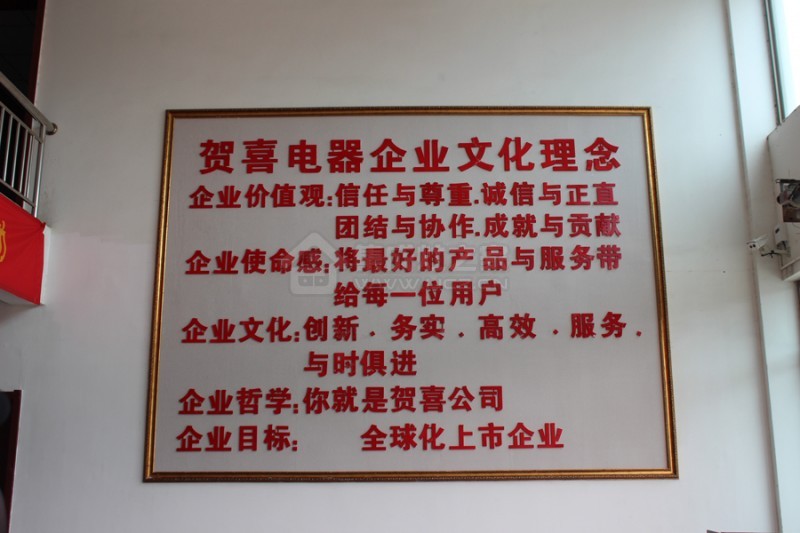 贺喜电器企业文化理念
企业价值观:信任与尊重.诚信与正直
团结与协作.成就与贡献
企业使命感:将最好的产品与服务带
给每一位用户
企业文化:创新.务实.高效.服务.
与时俱进
企业哲学:你就是贺喜公司
企业目标: 全球化上市企业